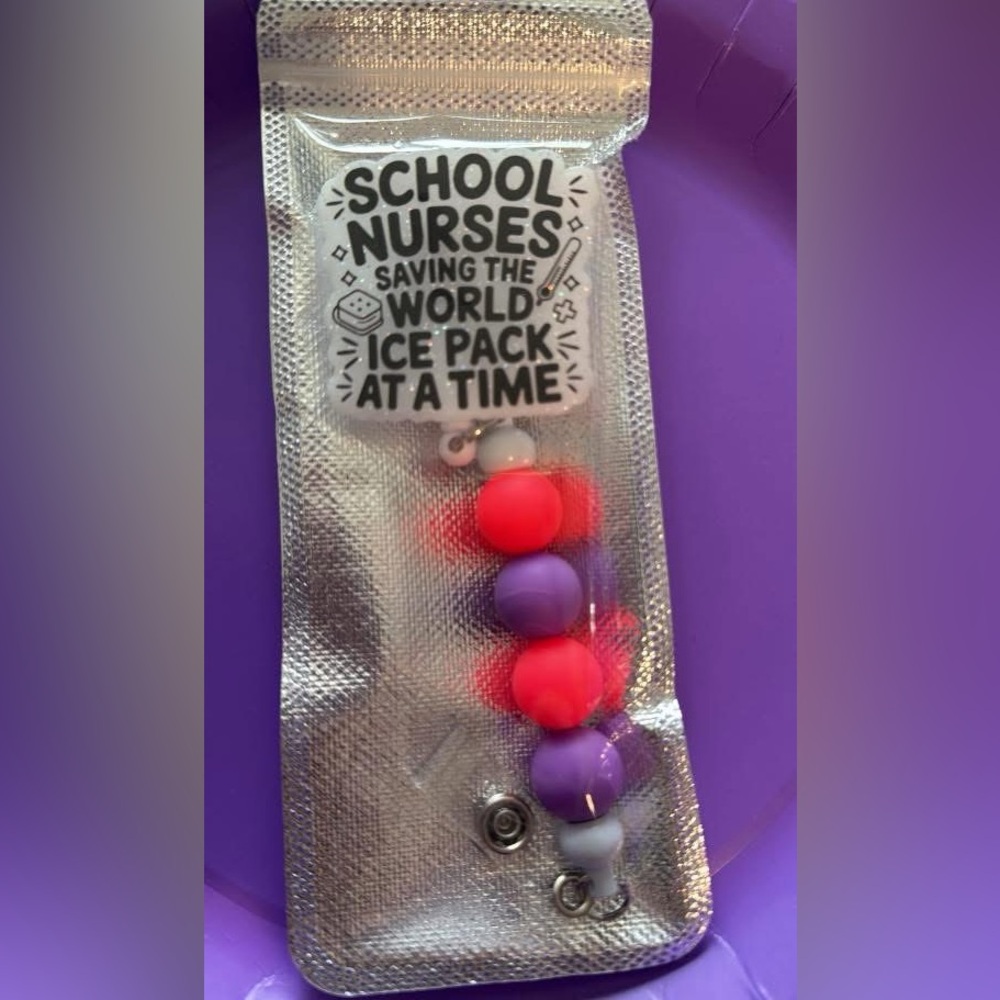 SCHOOL
NURSES
SAVING THE
WORLD
ICE PACK
AT A TIME